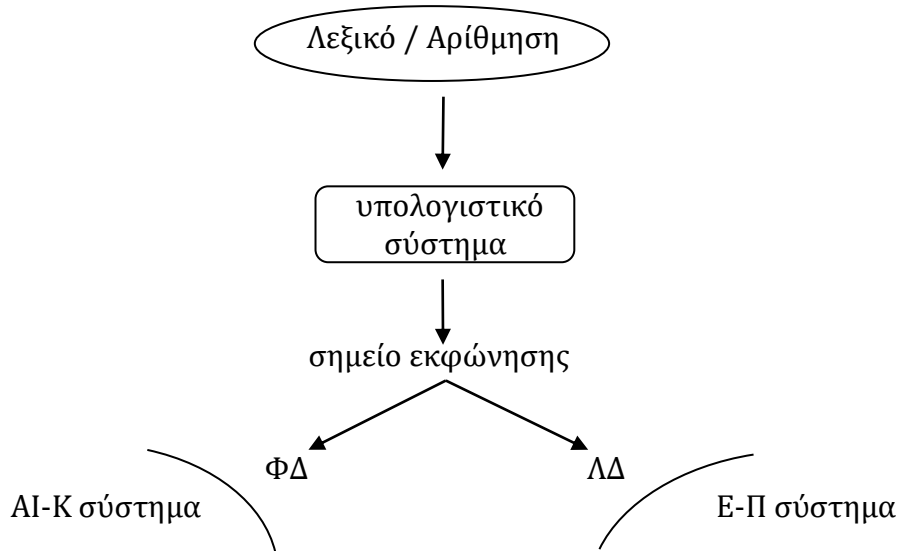 Λεξικό / Αρίθμηση
υπολογιστικό
σύστημα
σημείο εκφώνησης
ΦΔ
ΛΔ
ΑΙ-Κ σύστημα
Ε-Π σύστημα